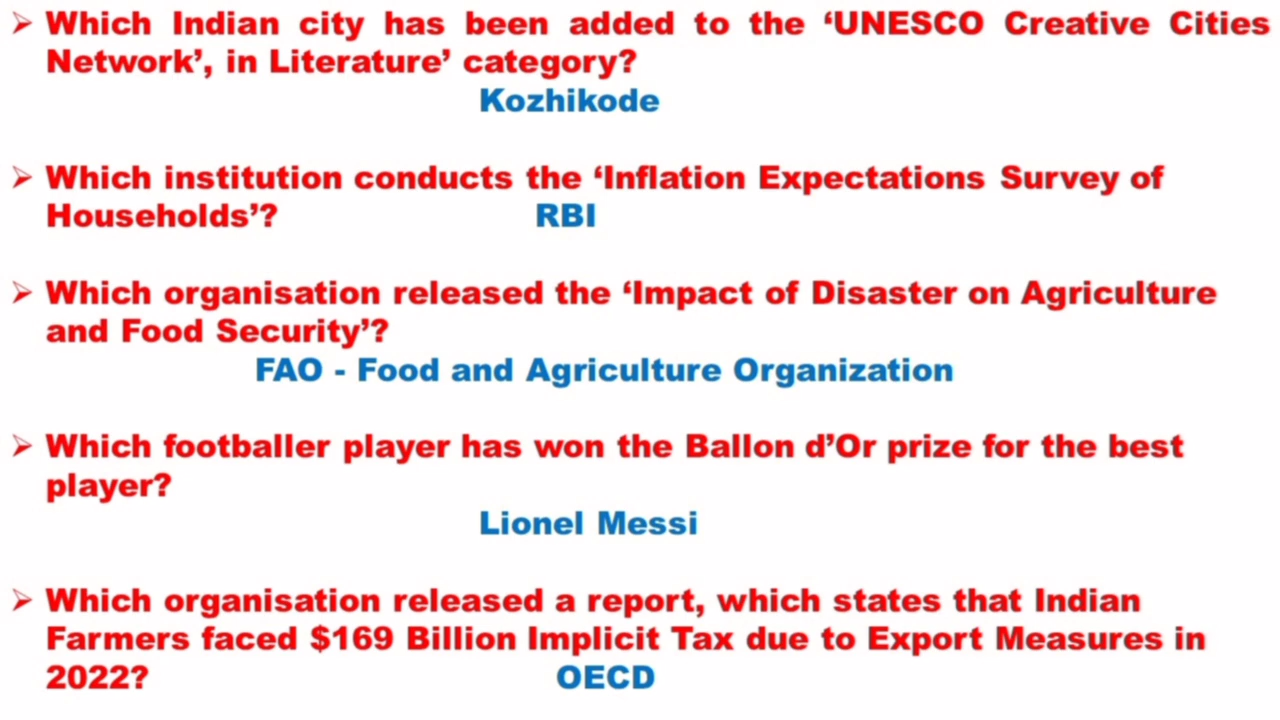 ➢ Which Indian city has been added to the ‘UNESCO Creative Cities
Network’, in Literature’ category?
Kozhikode
➢ Which institution conducts the ‘Inflation Expectations Survey of
Households’? RBI
➢ Which organisation released the ‘Impact of Disaster on Agriculture
and Food Security’?
FAO - Food and Agriculture Organization
➢ Which footballer player has won the Ballon d’Or prize for the best
player?
Lionel Messi
➢ Which organisation released a report, which states that Indian
Farmers faced $169 Billion Implicit Tax due to Export Measures in
2022? OECD